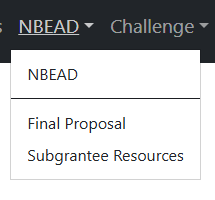 NBEAD Challenge
NBEAD
Final Proposal
Subgrantee Resources